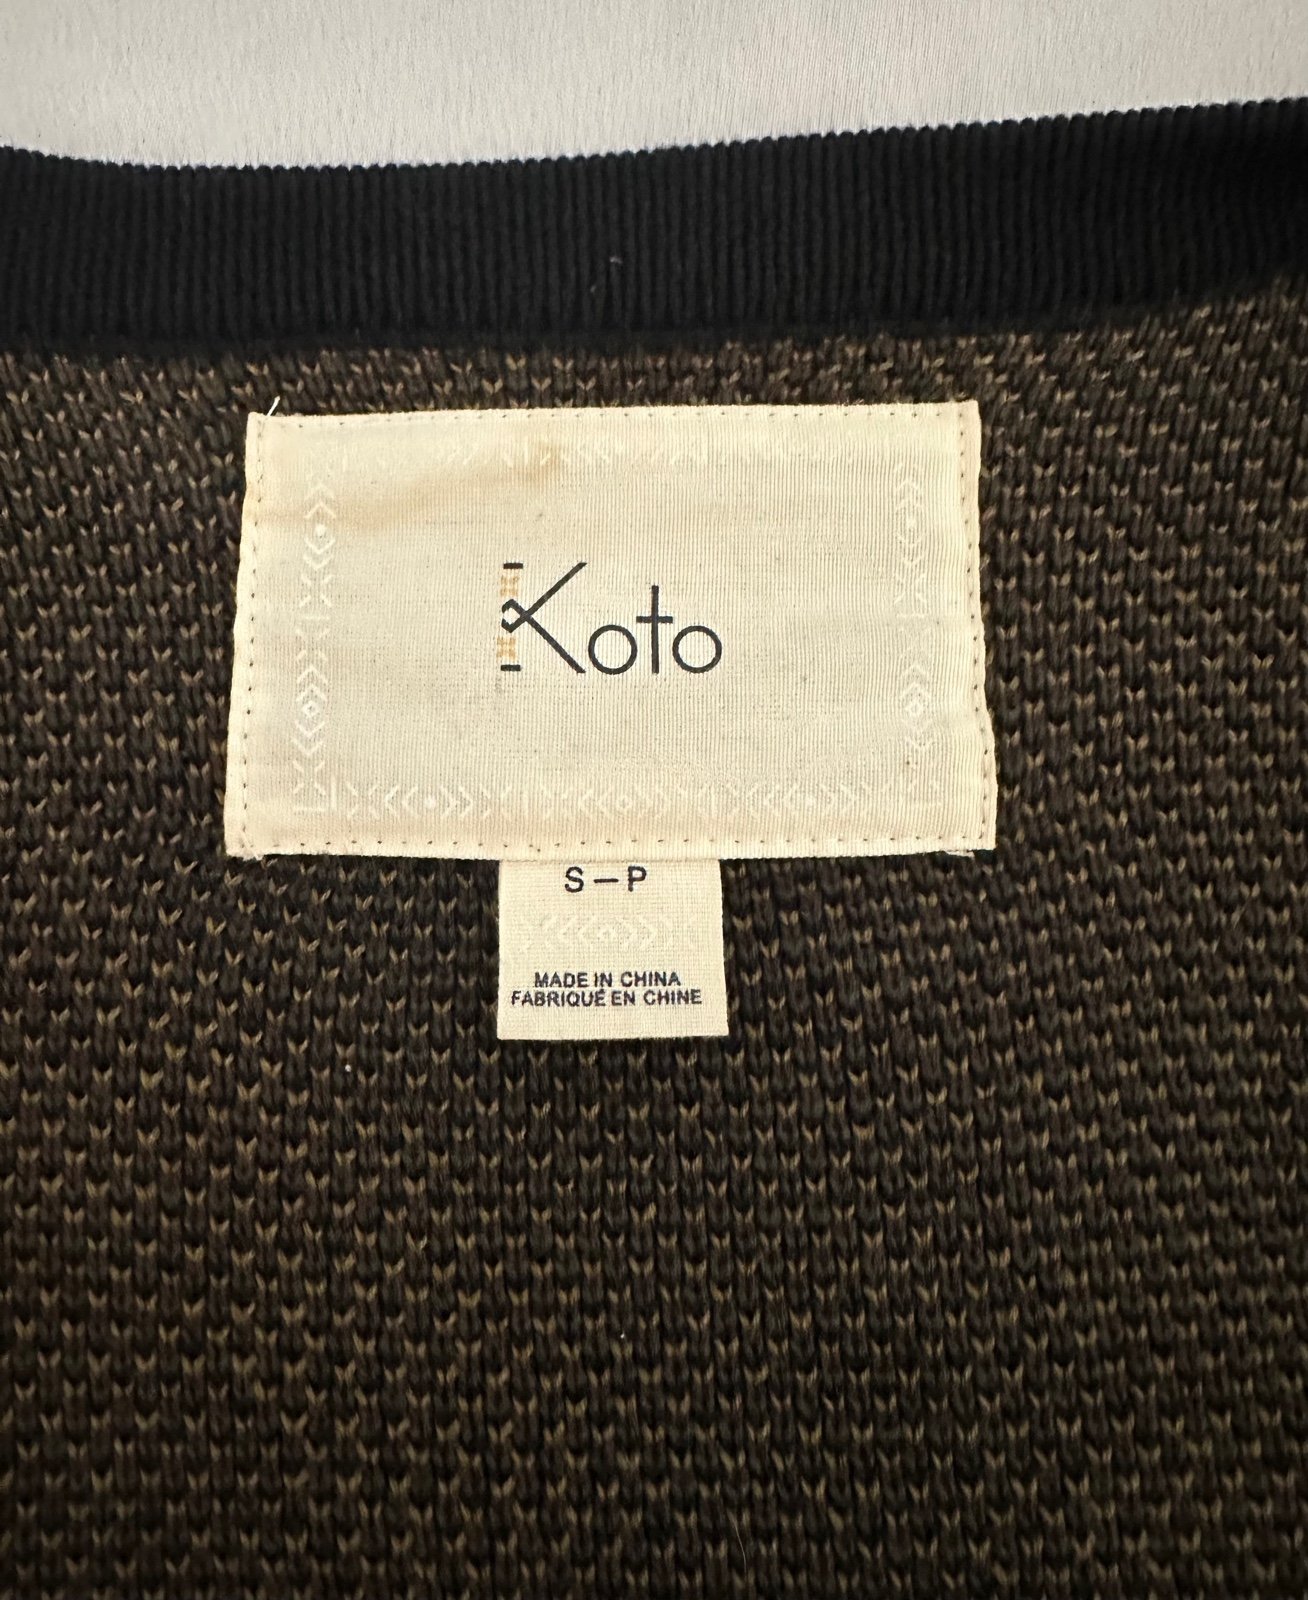 Koto
S-P
MADE IN CHINA
FABRIQUÉ EN CHINE